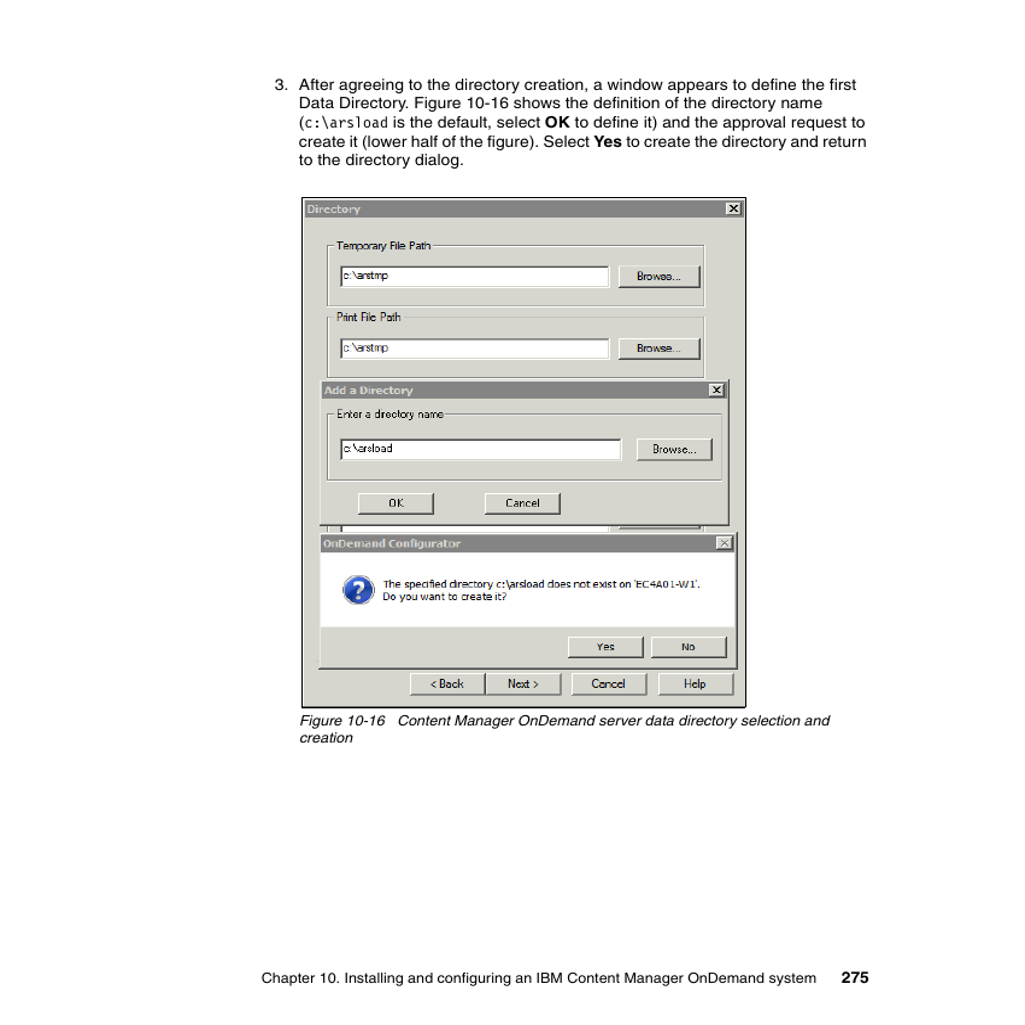 3. After agreeing to the directory creation, a window appears to define the first
Data Directory. Figure 10-16 shows the definition of the directory name
(c:\arsload is the default, select OK to define it) and the approval request to
create it (lower half of the figure). Select Yes to create the directory and return
to the directory dialog.
Directory
Temporary File Path
c:\arstmp
Browse...
Print File Path
c:\arstmp
Browse...
Add a Directory
Enter a directory name
c:\arsload
Browse...
OK Cancel
OnDemand Configurator
The specified directory c:\arsload does not exist on 'EC4A01-W1'.
Do you want to create it?
Yes No
< Back Next > Cancel Help
Figure 10-16 Content Manager OnDemand server data directory selection and
creation
Chapter 10. Installing and configuring an IBM Content Manager OnDemand system 275